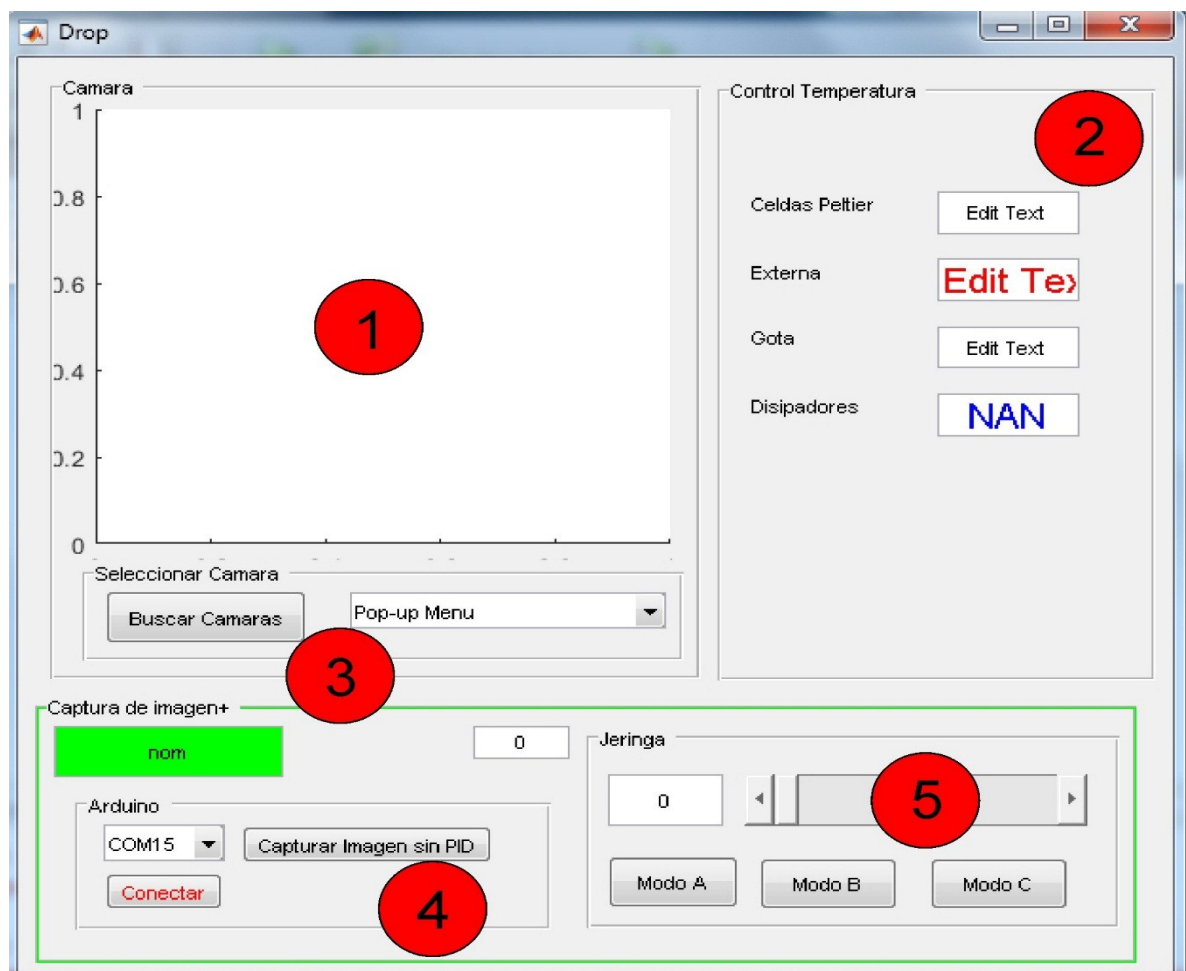 Drop
Camara
1
0.8
0.6
0.4
0.2
0
1
Seleccionar Camara
Buscar Camaras
Pop-up Menu
3
Control Temperatura
2
Celdas Peltier
Edit Text
Externa
Edit Tex
Gota
Edit Text
Disipadores
NAN
Captura de imagen+
nom
0
Arduino
COM15
Capturar Imagen sin PID
Conectar
4
Jeringa
0
5
Modo A
Modo B
Modo C